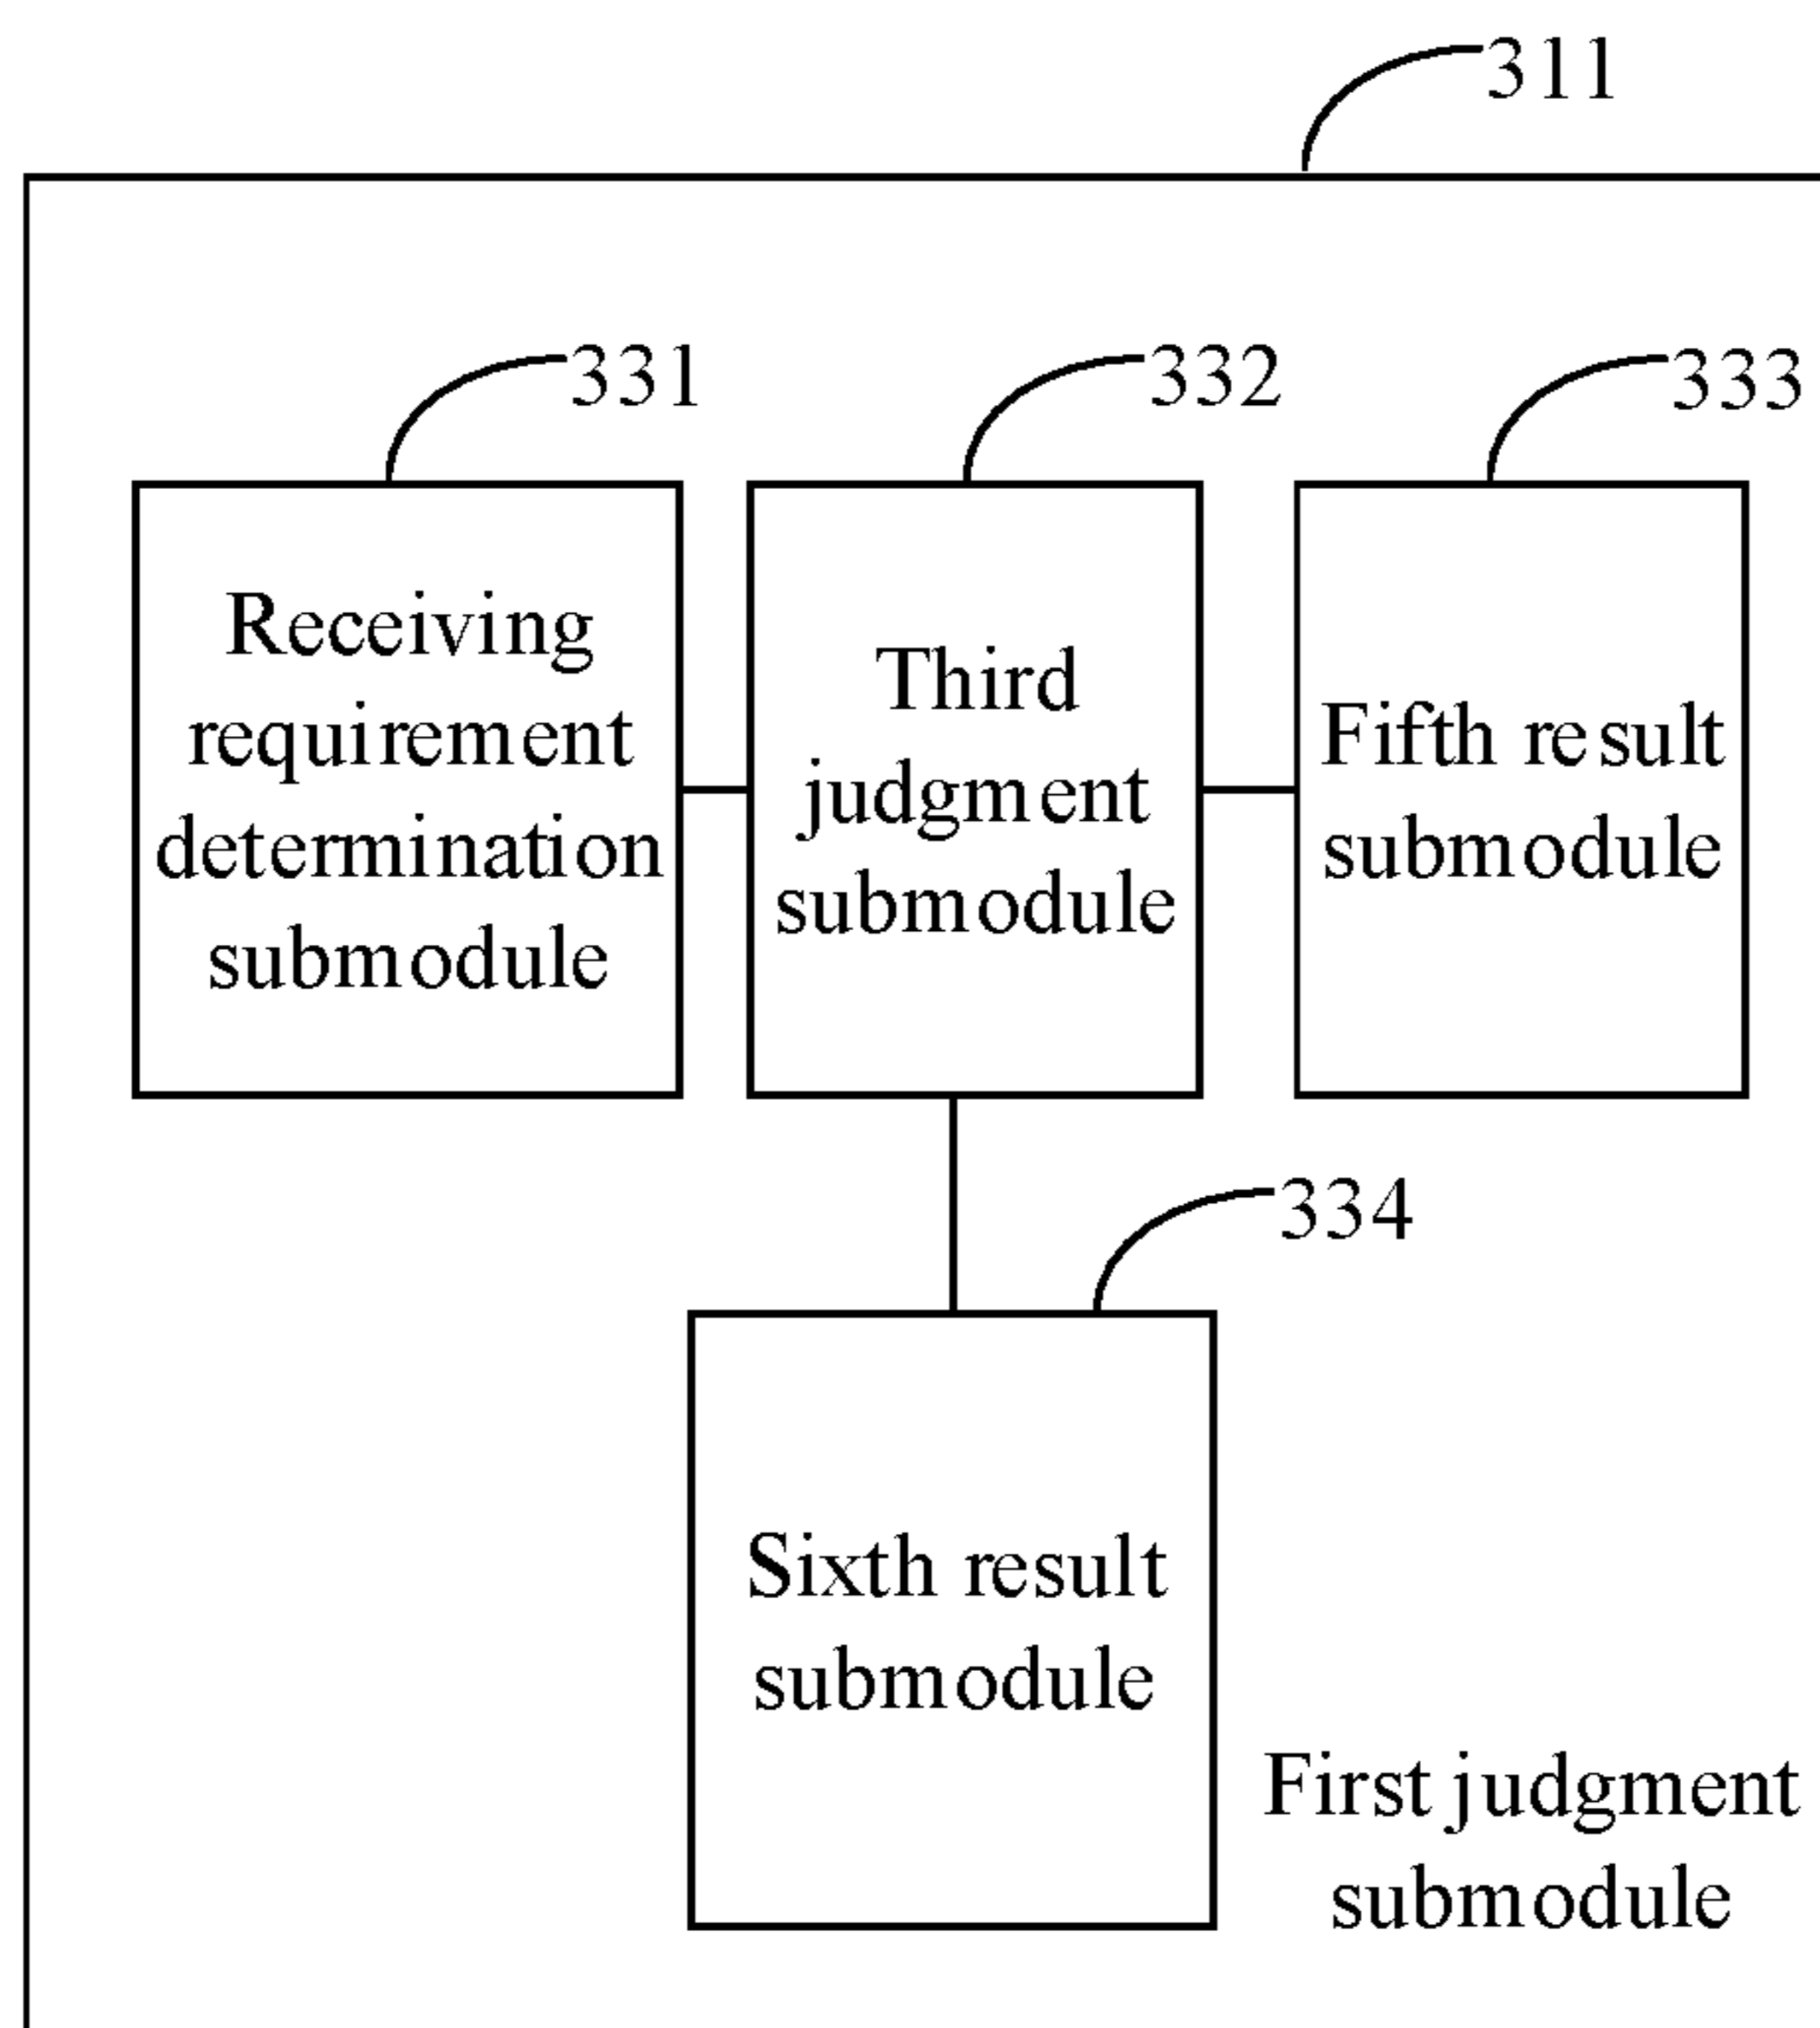 311
331
332
333
Receiving
requirement
determination
submodule
Third
judgment
submodule
Fifth result
submodule
334
Sixth result
submodule
First judgment
submodule